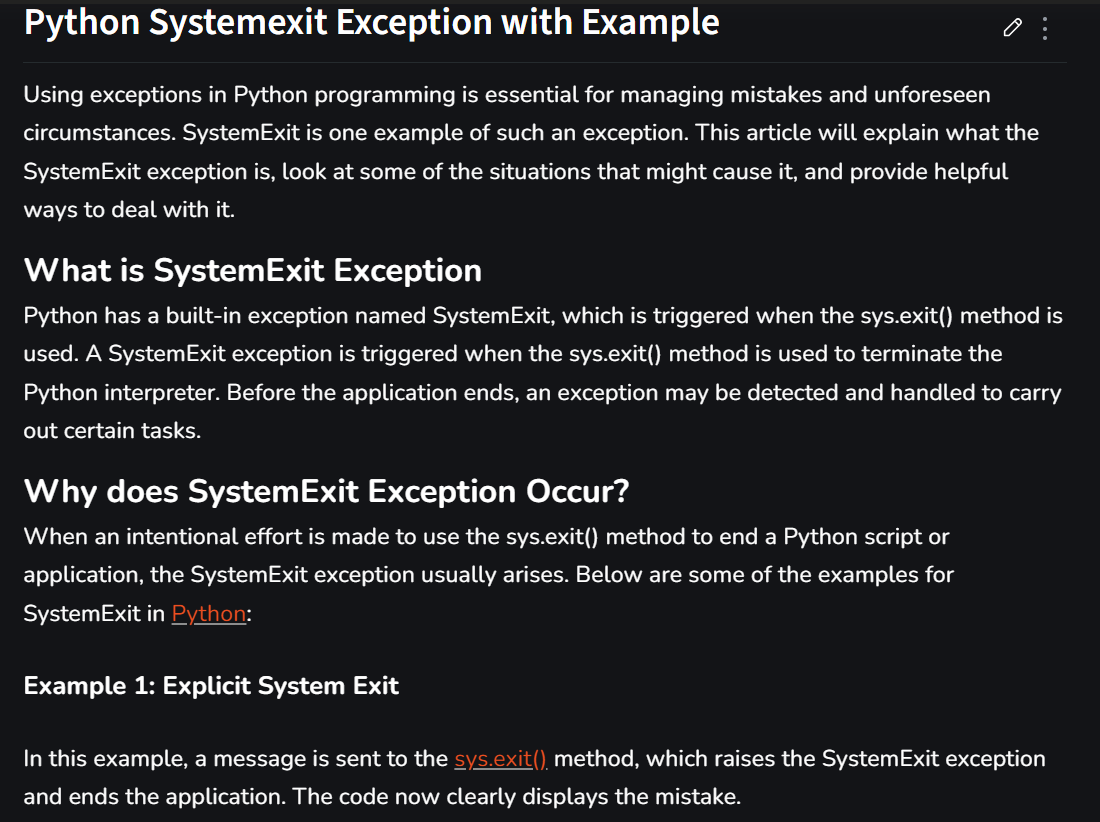 Python Systemexit Exception with Example
Using exceptions in Python programming is essential for managing mistakes and unforeseen
circumstances. SystemExit is one example of such an exception. This article will explain what the
SystemExit exception is, look at some of the situations that might cause it, and provide helpful
ways to deal with it.
What is SystemExit Exception
Python has a built-in exception named SystemExit, which is triggered when the sys.exit() method is
used. A SystemExit exception is triggered when the sys.exit() method is used to terminate the
Python interpreter. Before the application ends, an exception may be detected and handled to carry
out certain tasks.
Why does SystemExit Exception Occur?
When an intentional effort is made to use the sys.exit() method to end a Python script or
application, the SystemExit exception usually arises. Below are some of the examples for
SystemExit in Python:
Example 1: Explicit System Exit
In this example, a message is sent to the sys.exit() method, which raises the SystemExit exception
and ends the application. The code now clearly displays the mistake.